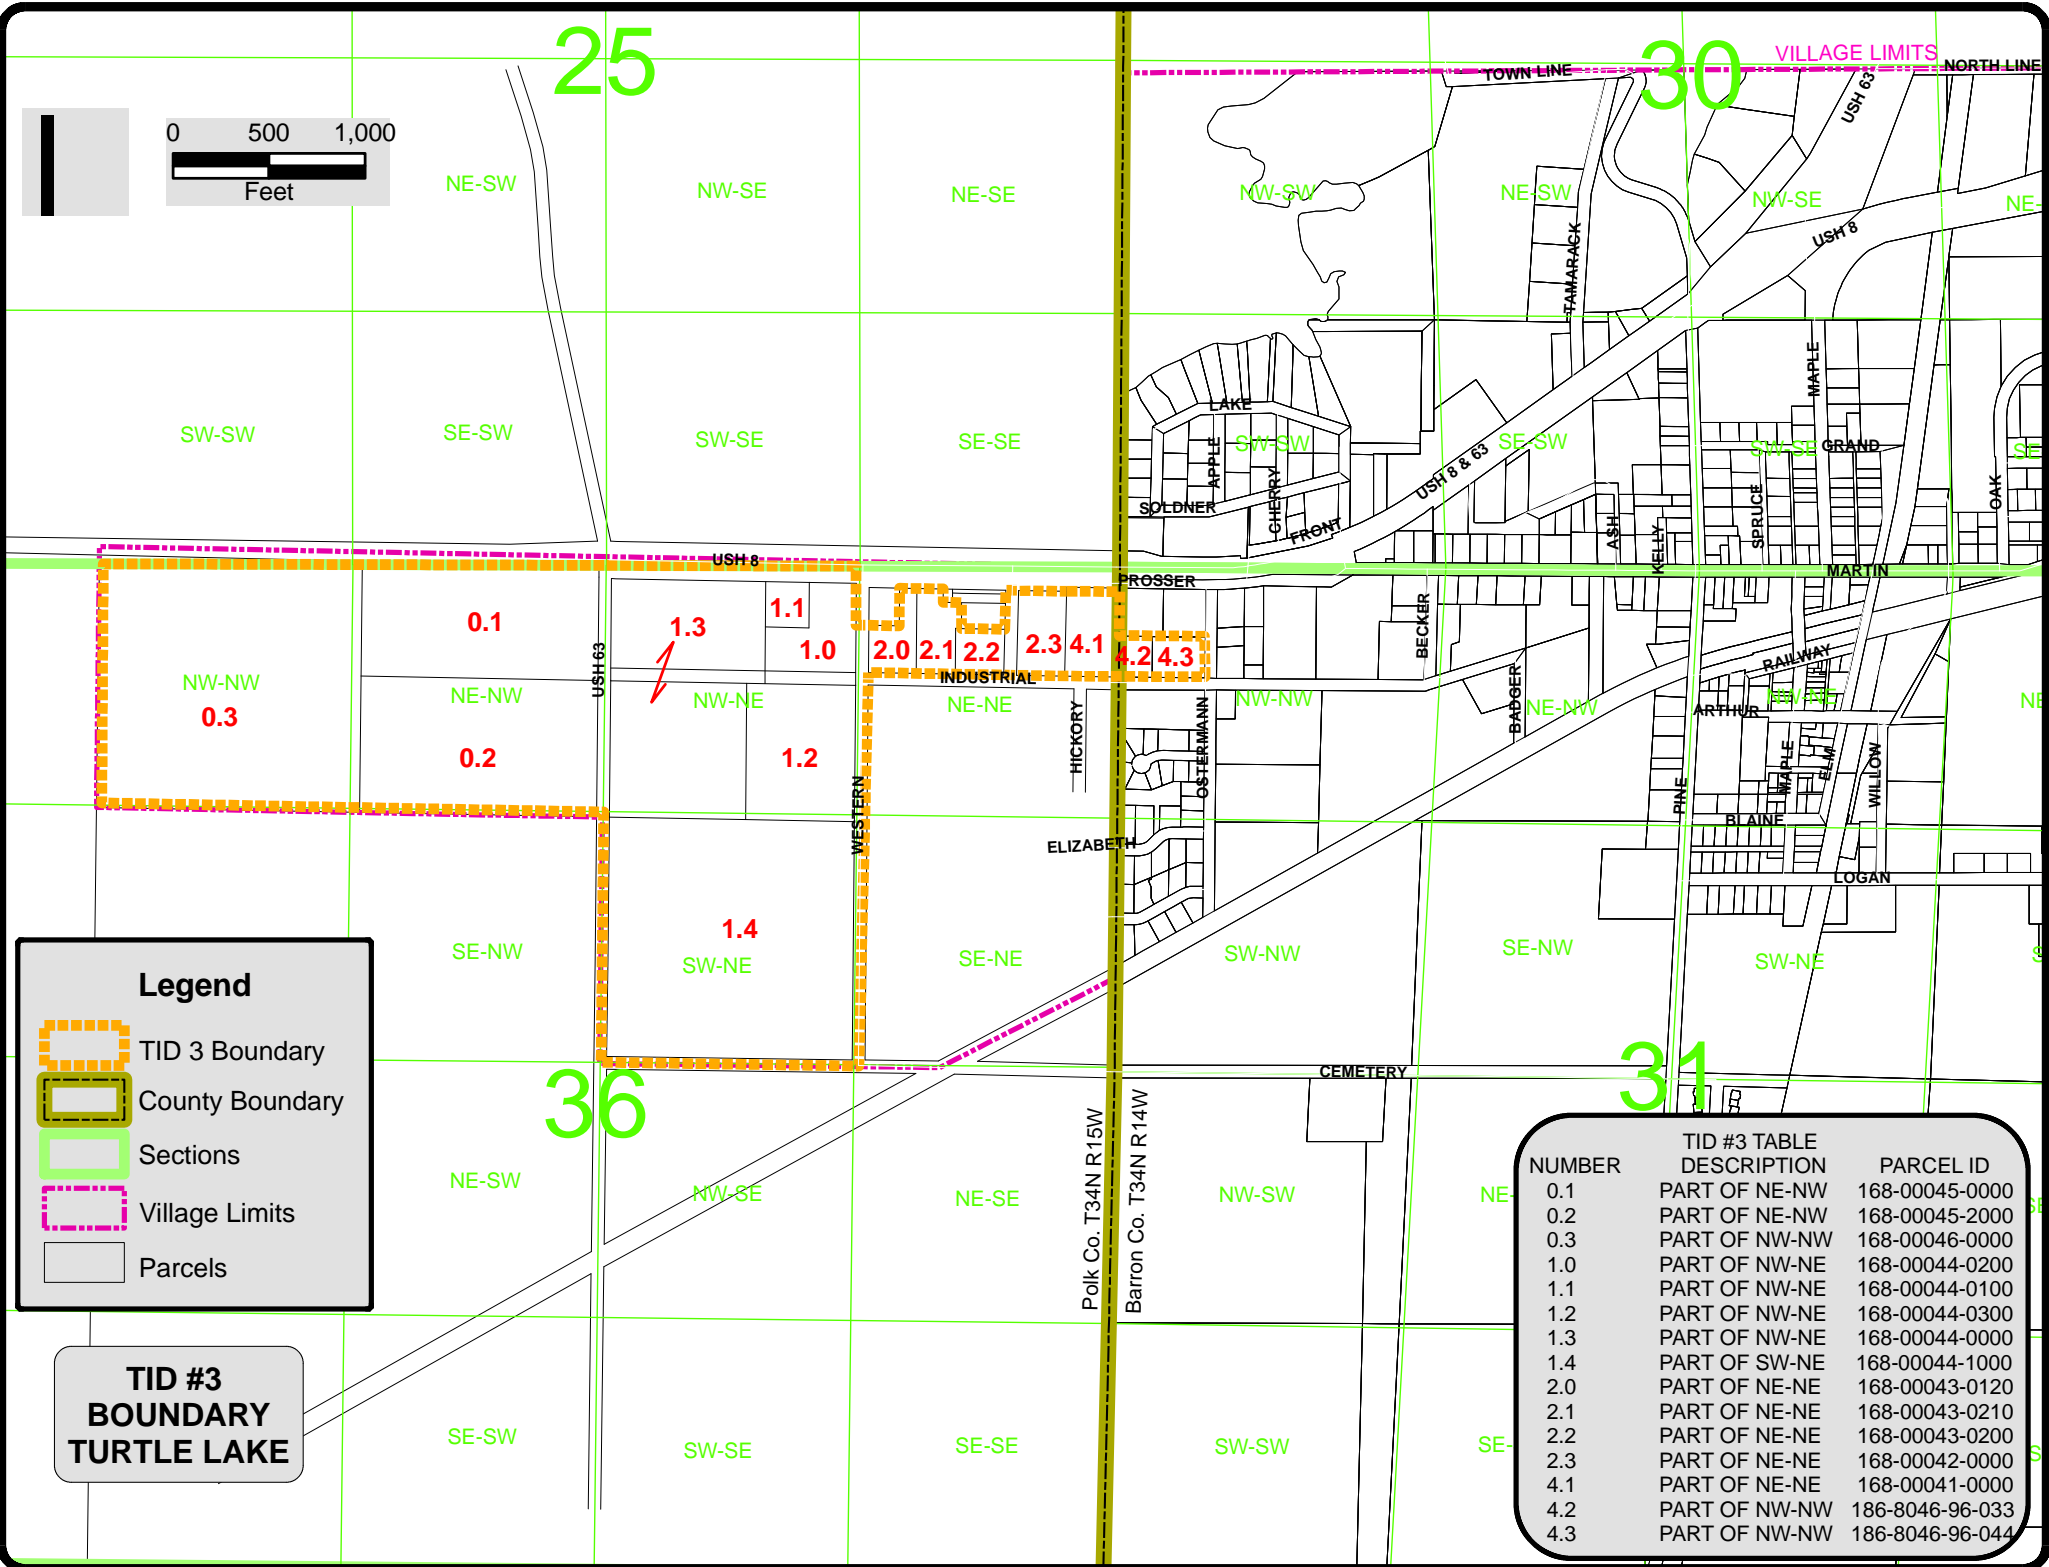 25
30
VILLAGE LIMITS
TOWN LINE
NORTH LINE
USH 63
0 500 1,000
Feet
NE-SW
NW-SE
NE-SE
NW-SW
NE-SW
NW-SE
NE-
TAMARACK
USH 8
SW-SW
SE-SW
SW-SE
SE-SE
SW-SW
SE-SW
SW-SE
SE
LAKE
APPLE
CHERRY
SOLDNER
FRONT
USH 8 & 63
MAPLE
GRAND
SPRUCE
OAK
ASH
KELLY
USH 8
PROSSER
MARTIN
0.1
1.3
1.1
1.0
2.0
2.1
2.2
2.3
4.1
4.2
4.3
BECKER
USH 63
INDUSTRIAL
RAILWAY
NW-NW
0.3
NE-NW
NW-NE
NE-NE
NW-NW
NE-NW
NW-NE
NE
HICKORY
OSTERMANN
BADGER
ARTHUR
0.2
1.2
WESTERN
PINE
MAPLE
ELM
WILLOW
BLAINE
ELIZABETH
LOGAN
1.4
SE-NW
SW-NE
SE-NE
SW-NW
SE-NW
SW-NE
S
Legend
TID 3 Boundary
County Boundary
Sections
Village Limits
Parcels
36
31
CEMETERY
Polk Co. T34N R15W
Barron Co. T34N R14W
NE-SW
NW-SE
NE-SE
NW-SW
NE-
SE
SE-SW
SW-SE
SE-SE
SW-SW
SE-
S
TID #3
BOUNDARY
TURTLE LAKE
TID #3 TABLE
NUMBER DESCRIPTION PARCEL ID
0.1 PART OF NE-NW 168-00045-0000
0.2 PART OF NE-NW 168-00045-2000
0.3 PART OF NW-NW 168-00046-0000
1.0 PART OF NW-NE 168-00044-0200
1.1 PART OF NW-NE 168-00044-0100
1.2 PART OF NW-NE 168-00044-0300
1.3 PART OF NW-NE 168-00044-0000
1.4 PART OF SW-NE 168-00044-1000
2.0 PART OF NE-NE 168-00043-0120
2.1 PART OF NE-NE 168-00043-0210
2.2 PART OF NE-NE 168-00043-0200
2.3 PART OF NE-NE 168-00042-0000
4.1 PART OF NE-NE 168-00041-0000
4.2 PART OF NW-NW 186-8046-96-033
4.3 PART OF NW-NW 186-8046-96-044